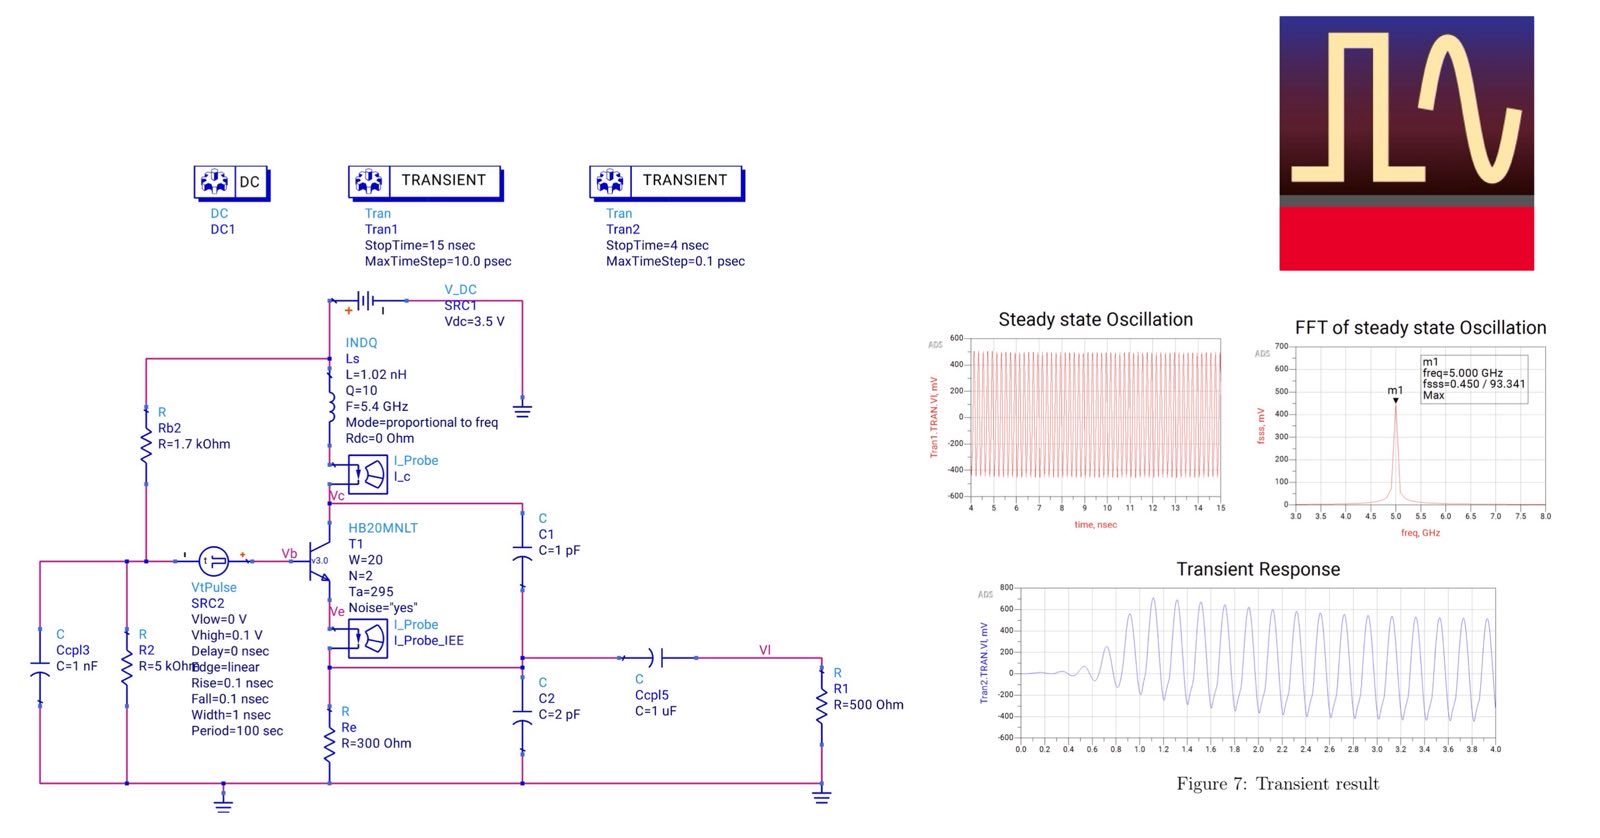 DC
DC
DC1
TRANSIENT
Tran
Tran1
StopTime=15 nsec
MaxTimeStep=10.0 psec
TRANSIENT
Tran
Tran2
StopTime=4 nsec
MaxTimeStep=0.1 psec
V_DC
SRC1
Vdc=3.5 V
+
INDQ
Ls
L=1.02 nH
Q=10
F=5.4 GHz
Mode=proportional to freq
Rdc=0 Ohm
R
Rb2
R=1.7 kOhm
I_Probe
I_c
Vc
HB20MNLT
T1
W=20
N=2
Ta=295
Noise="yes"
v3.0
C
C1
C=1 pF
Vb
t
+
VtPulse
SRC2
Vlow=0 V
Vhigh=0.1 V
Delay=0 nsec
Edge=linear
Rise=0.1 nsec
Fall=0.1 nsec
Width=1 nsec
Period=100 sec
Ve
I_Probe
I_Probe_IEE
C
Ccpl3
C=1 nF
R
R2
R=5 kOhm
R
Re
R=300 Ohm
C
C2
C=2 pF
C
Ccpl5
C=1 uF
Vl
R
R1
R=500 Ohm
Steady state Oscillation
ADS
600
400
200
0
-200
-400
-600
Tran1.TRAN.Vl, mV
4 5 6 7 8 9 10 11 12 13 14 15
time, nsec
FFT of steady state Oscillation
ADS
700
600
500
400
300
200
100
0
fsss, mV
m1
m1
freq=5.000 GHz
fsss=0.450 / 93.341
Max
3.0 3.5 4.0 4.5 5.0 5.5 6.0 6.5 7.0 7.5 8.0
freq, GHz
Transient Response
ADS
800
600
400
200
0
-200
-400
-600
Tran2.TRAN.Vl, mV
0.0 0.2 0.4 0.6 0.8 1.0 1.2 1.4 1.6 1.8 2.0 2.2 2.4 2.6 2.8 3.0 3.2 3.4 3.6 3.8 4.0
Figure 7: Transient result